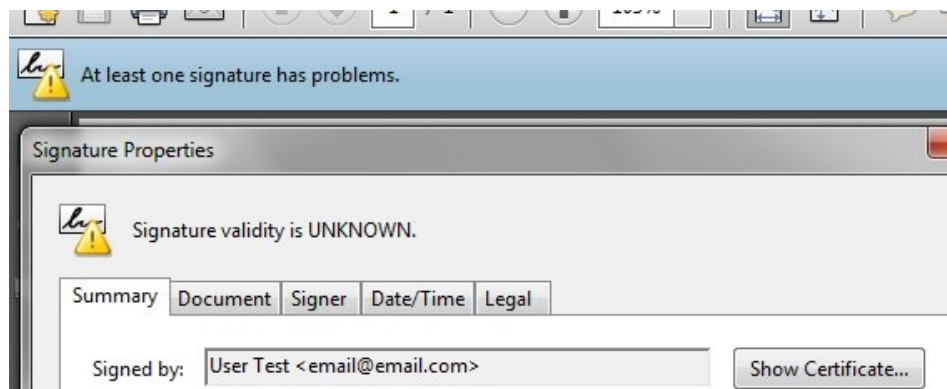 At least one signature has problems.
Signature Properties
Signature validity is UNKNOWN.
Summary Document Signer Date/Time Legal
Signed by: User Test <email@email.com> Show Certificate...